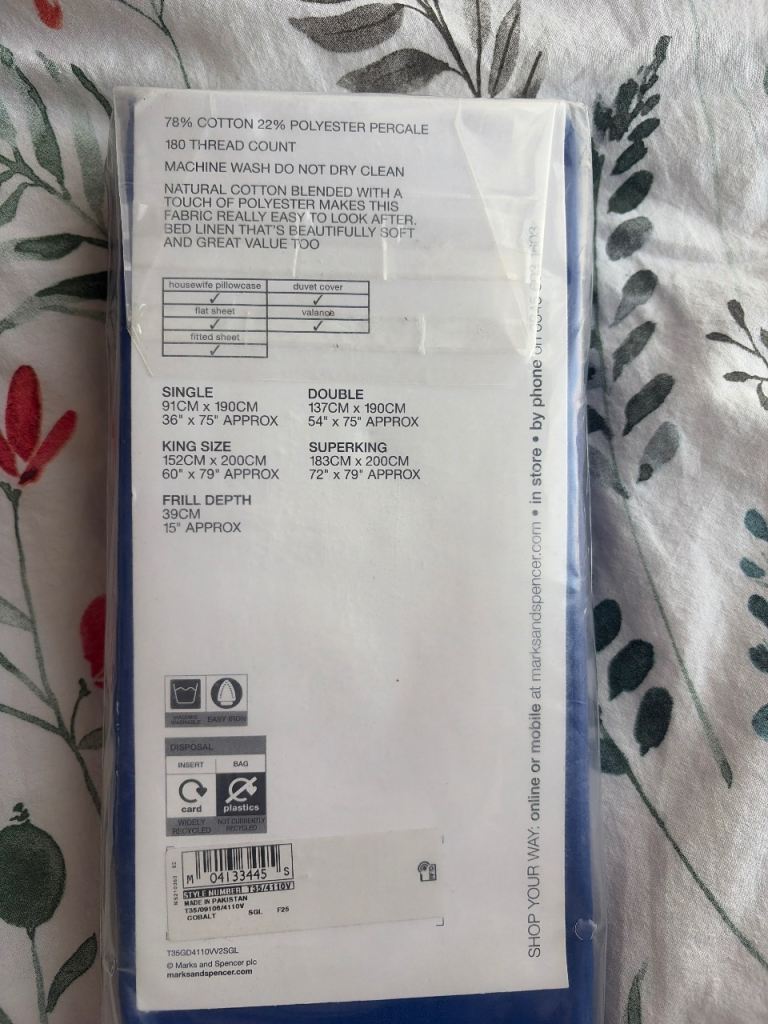 78% COTTON 22% POLYESTER PERCALE
180 THREAD COUNT
MACHINE WASH DO NOT DRY CLEAN
NATURAL COTTON BLENDED WITH A
TOUCH OF POLYESTER MAKES THIS
FABRIC REALLY EASY TO LOOK AFTER.
BED LINEN THAT'S BEAUTIFULLY SOFT
AND GREAT VALUE TOO
housewife pillowcase duvet cover
✓ ✓
flat sheet valance
✓ ✓
fitted sheet
✓
SINGLE
91CM x 190CM
36" x 75" APPROX
DOUBLE
137CM x 190CM
54" x 75" APPROX
KING SIZE
152CM x 200CM
60" x 79" APPROX
SUPERKING
183CM x 200CM
72" x 79" APPROX
FRILL DEPTH
39CM
15" APPROX
MACHINE WASHABLE
EASY IRON
DISPOSAL
INSERT BAG
card plastics
WIDELY RECYCLED
NOT CURRENTLY RECYCLED
M 04133445 S
STYLE NUMBER T35/4110V
MADE IN PAKISTAN
T35/09108/4110V
COBALT SGL F25
T35GD4110VV2SGL
© Marks and Spencer plc
marksandspencer.com
SHOP YOUR WAY: online or mobile at marksandspencer.com • in store • by phone on